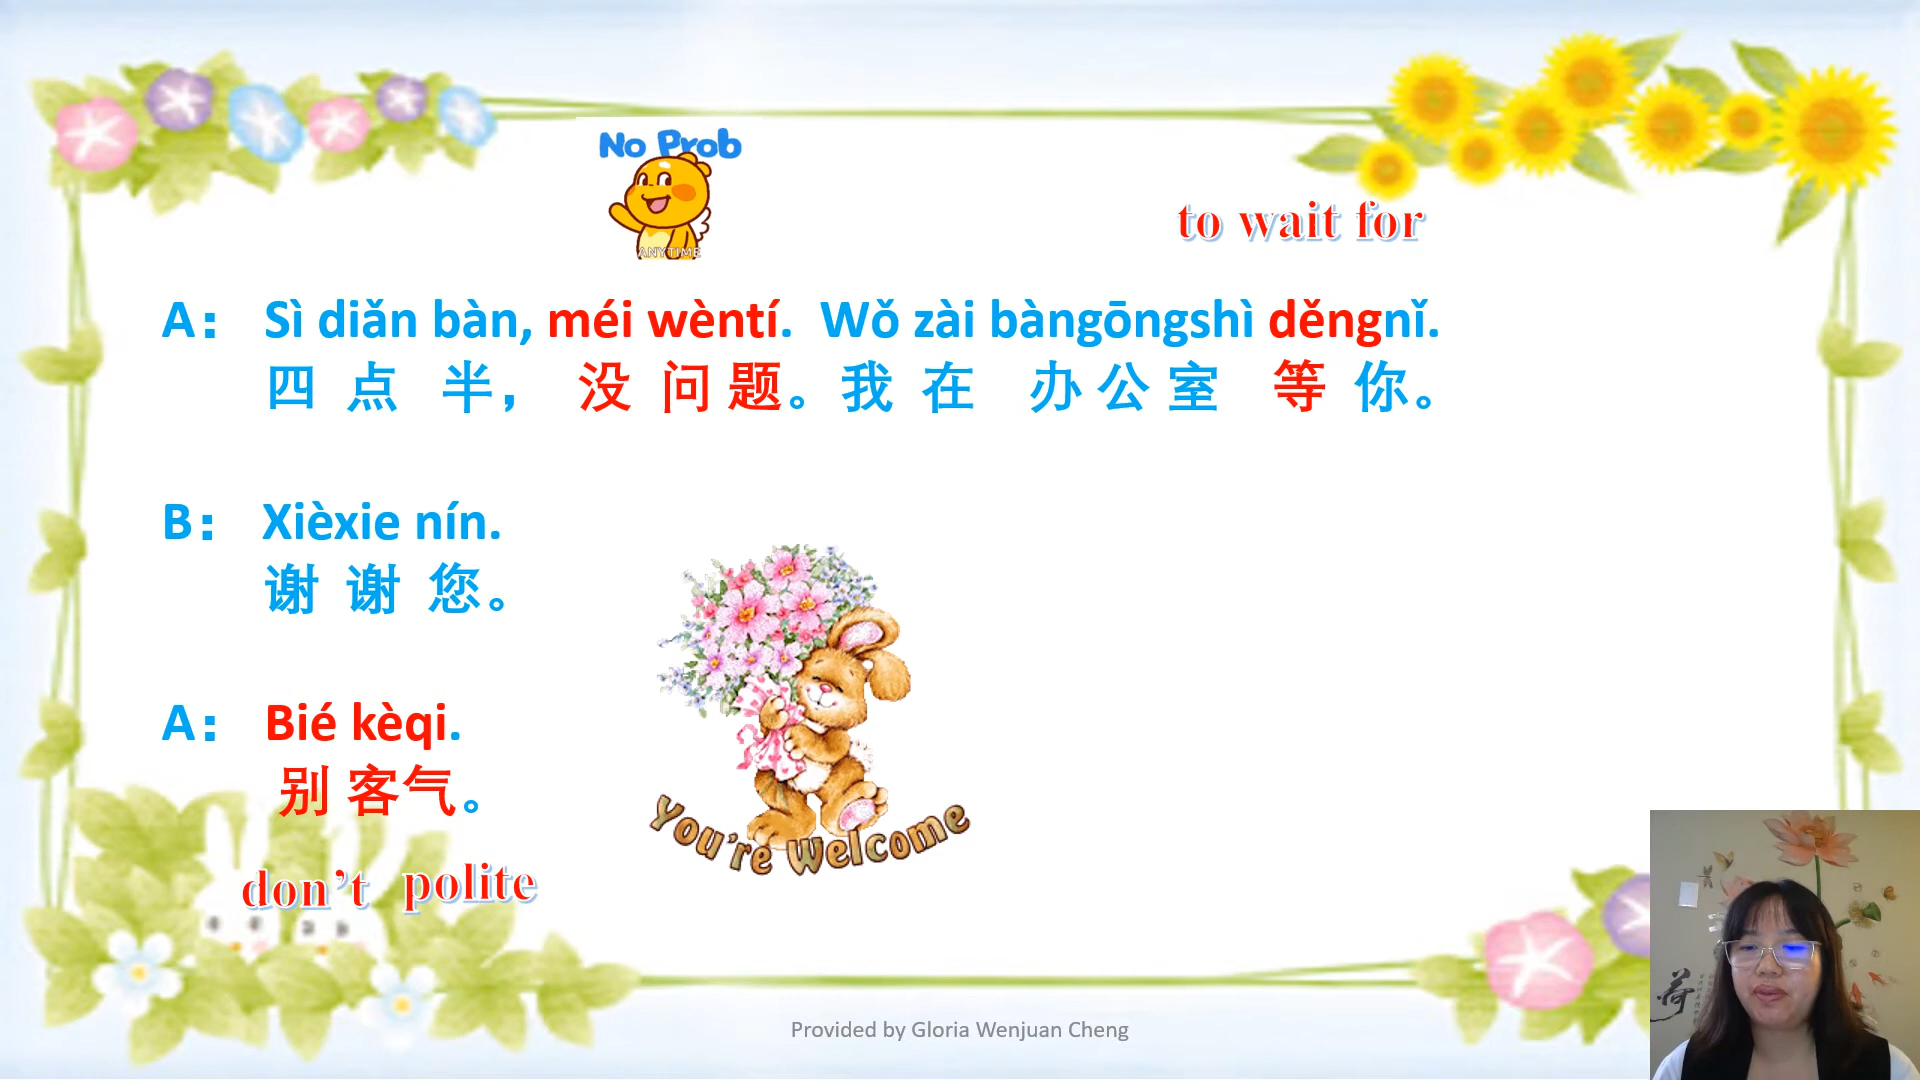 No Prob
ANYTIME
to wait for
A： Sì diǎn bàn, méi wèntí. Wǒ zài bàngōngshì děngnǐ.
四 点 半， 没 问 题。我 在 办 公 室 等 你。
B： Xièxie nín.
谢 谢 您。
A： Bié kèqi.
别 客 气。
don't polite
You're Welcome
荷
Provided by Gloria Wenjuan Cheng